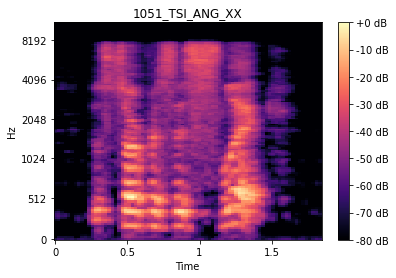 1051_TSI_ANG_XX
+0 dB
8192
-10 dB
4096
-20 dB
-30 dB
2048
Hz
-40 dB
1024
-50 dB
512
-60 dB
-70 dB
0
-80 dB
0
0.5
1
1.5
Time